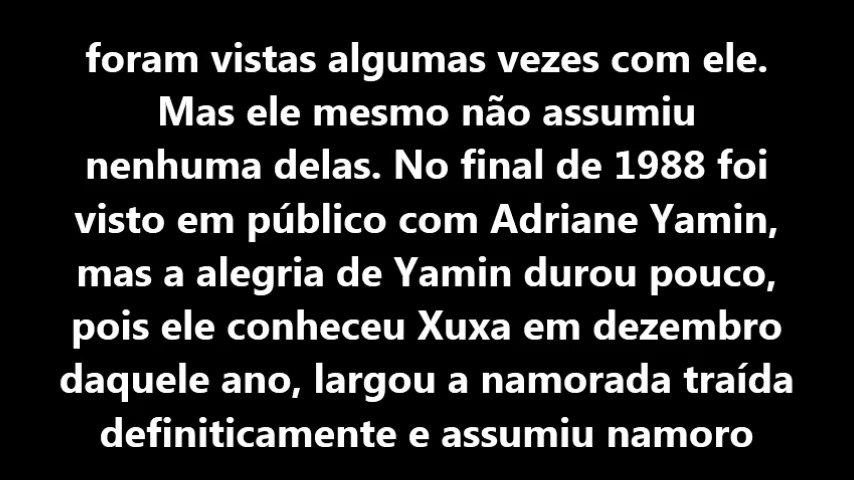 foram vistas algumas vezes com ele.
Mas ele mesmo não assumiu
nenhuma delas. No final de 1988 foi
visto em público com Adriane Yamin,
mas a alegria de Yamin durou pouco,
pois ele conheceu Xuxa em dezembro
daquele ano, largou a namorada traída
definiticamente e assumiu namoro